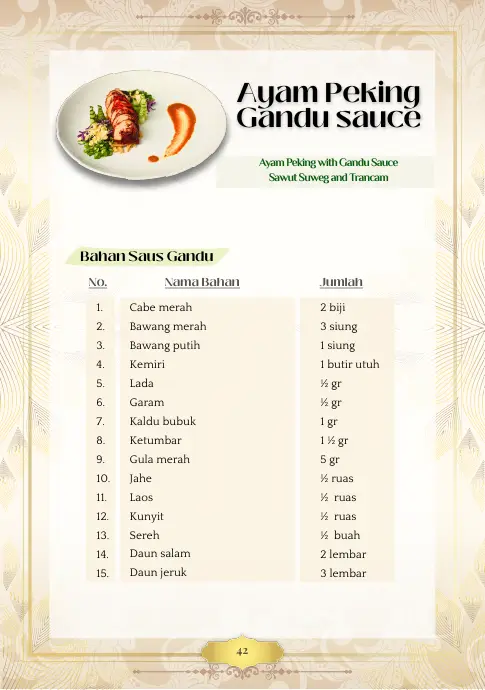 Ayam Peking
Gandu sauce
Ayam Peking with Gandu Sauce
Sawut Suweg and Trancam
Bahan Saus Gandu
No. Nama Bahan Jumlah
1. Cabe merah 2 biji
2. Bawang merah 3 siung
3. Bawang putih 1 siung
4. Kemiri 1 butir utuh
5. Lada ½ gr
6. Garam ½ gr
7. Kaldu bubuk 1 gr
8. Ketumbar 1 ½ gr
9. Gula merah 5 gr
10. Jahe ½ ruas
11. Laos ½ ruas
12. Kunyit ½ ruas
13. Sereh ½ buah
14. Daun salam 2 lembar
15. Daun jeruk 3 lembar
42